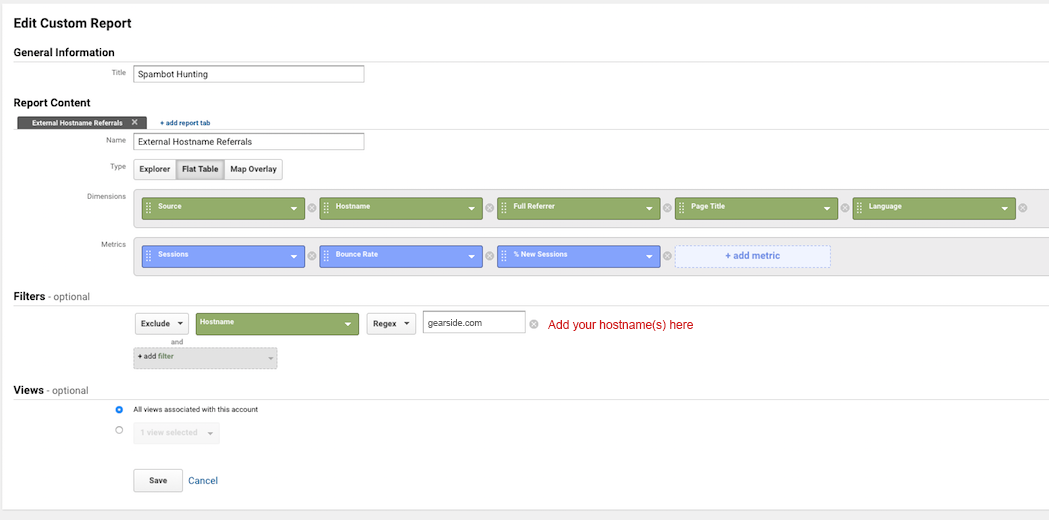 Edit Custom Report
General Information
Title Spambot Hunting
Report Content
External Hostname Referrals + add report tab
Name External Hostname Referrals
Type Explorer Flat Table Map Overlay
Dimensions Source Hostname Full Referrer Page Title Language
Metrics Sessions Bounce Rate % New Sessions + add metric
Filters - optional
Exclude Hostname Regex gearside.com Add your hostname(s) here
and
+ add filter
Views - optional
All views associated with this account
1 view selected
Save Cancel